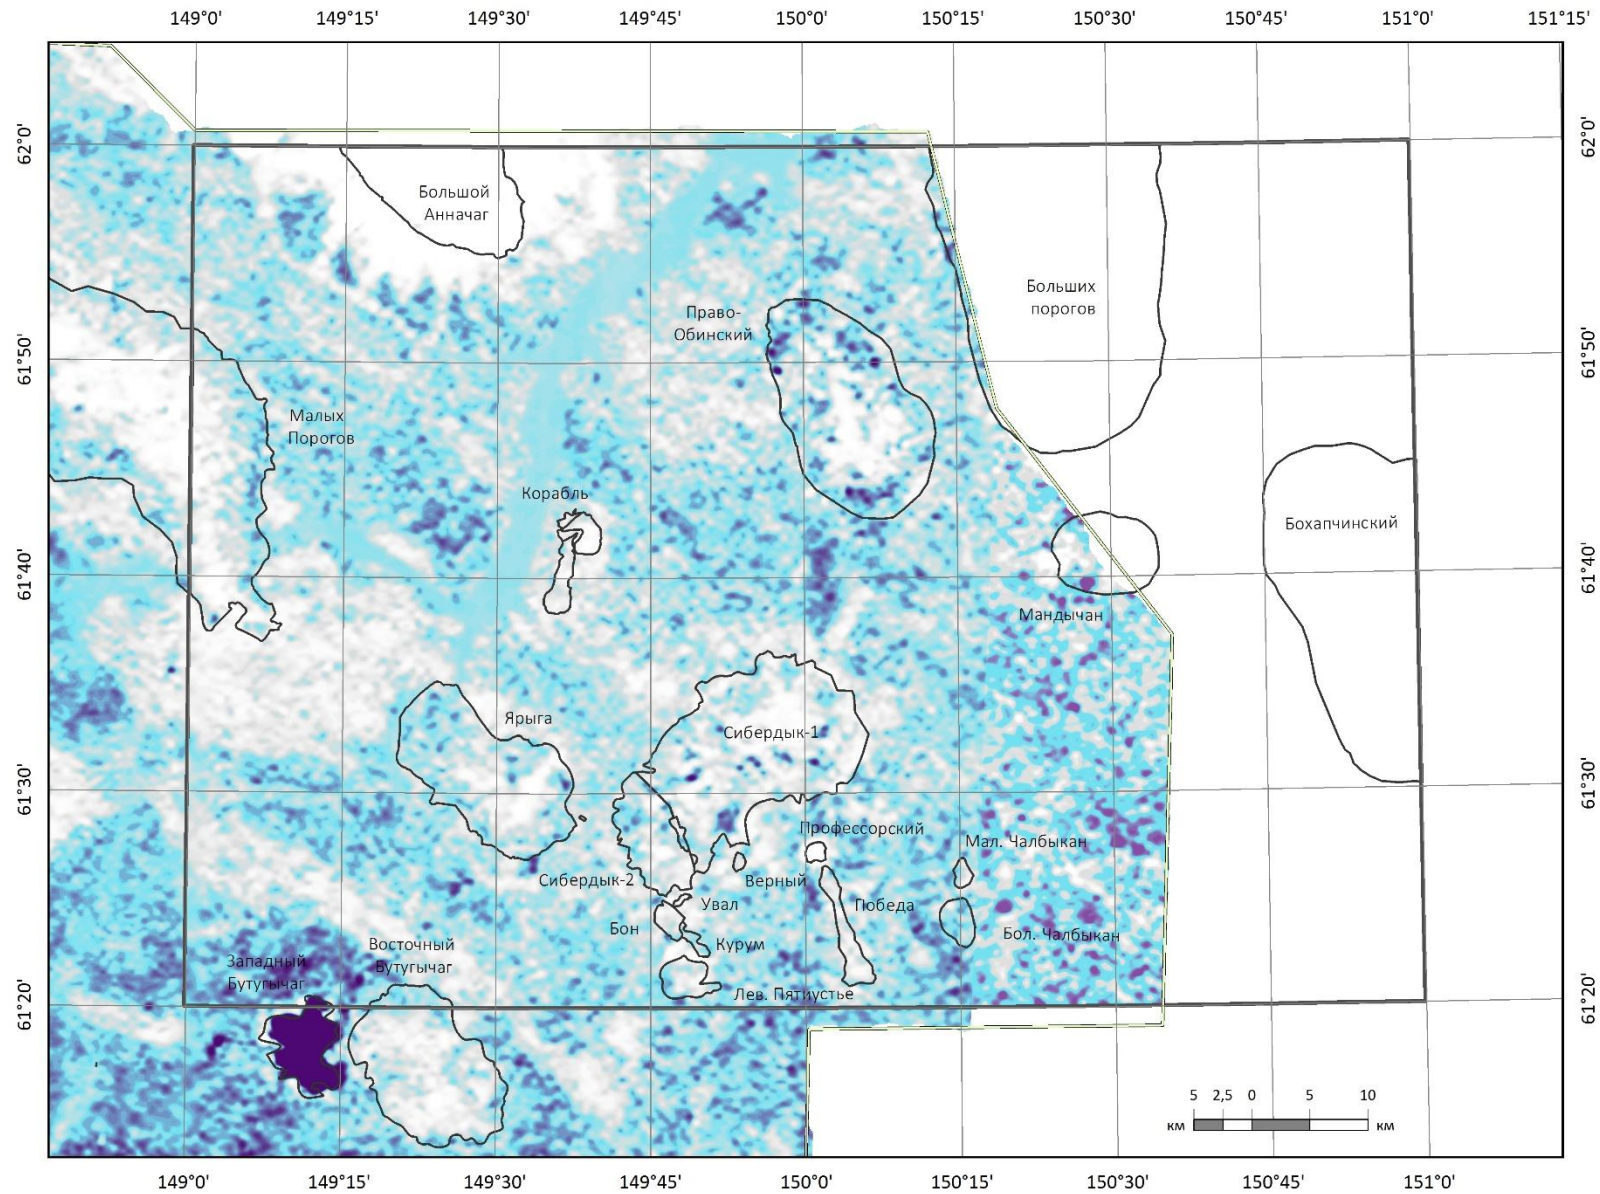 149°0' 149°15' 149°30' 149°45' 150°0' 150°15' 150°30' 150°45' 151°0' 151°15'
62°0'
62°0'
Большой
Анначаг
Больших
порогов
Право-
Обинский
61°50'
61°50'
Малых
Порогов
Корабль
Бохапчинский
61°40'
61°40'
Мандычан
Ярыга
Сибердык-1
61°30'
61°30'
Профессорский
Мал. Чалбыкан
Сибердык-2
Верный
Увал
Победа
Бон
Курум
Бол. Чалбыкан
Восточный
Бутугычаг
Западный
Бутугычаг
Лев. Пятиустье
61°20'
61°20'
5 2,5 0 5 10
км км
149°0' 149°15' 149°30' 149°45' 150°0' 150°15' 150°30' 150°45' 151°0'